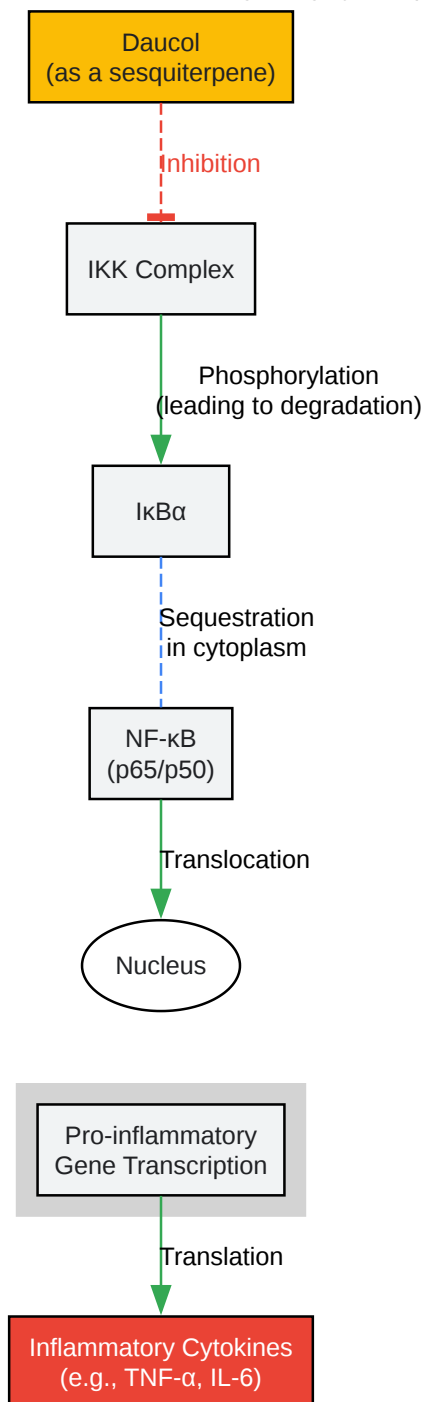 Daucol
(as a sesquiterpene)
Inhibition
IKK Complex
Phosphorylation
(leading to degradation)
IκBα
Sequestration
in cytoplasm
NF-κB
(p65/p50)
Translocation
Nucleus
Pro-inflammatory
Gene Transcription
Translation
Inflammatory Cytokines
(e.g., TNF-α, IL-6)